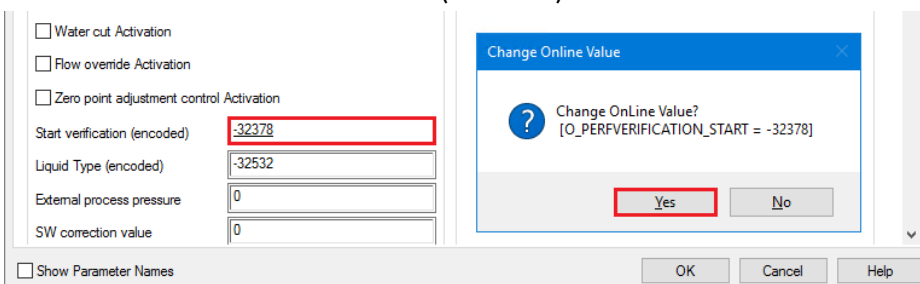 Water cut Activation
Flow override Activation
Zero point adjustment control Activation
Start verification (encoded) -32378
Liquid Type (encoded) -32532
External process pressure 0
SW correction value 0
Change Online Value
Change OnLine Value?
[O_PERFVERIFICATION_START = -32378]
Yes No
Show Parameter Names
OK Cancel Help